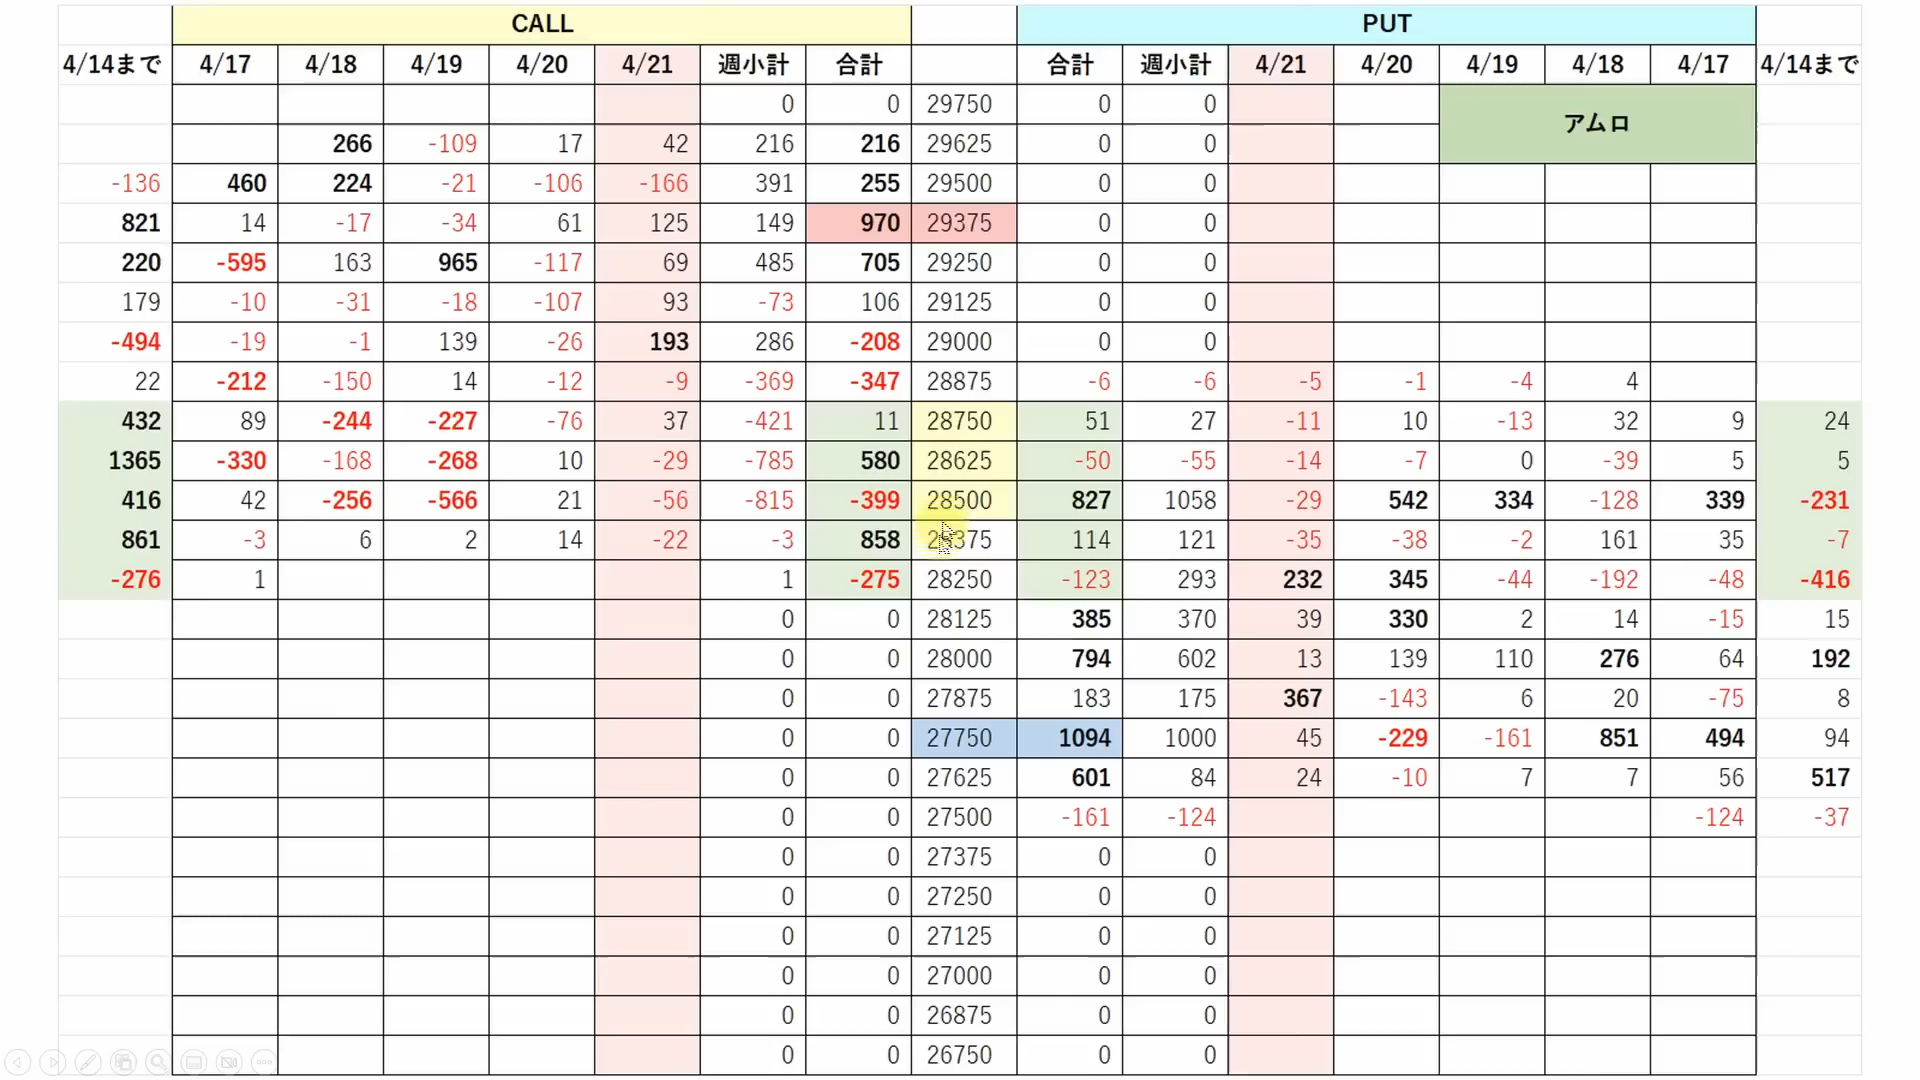 CALL PUT
4/14まで 4/17 4/18 4/19 4/20 4/21 週小計 合計 合計 週小計 4/21 4/20 4/19 4/18 4/17 4/14まで
0 0 29750 0 0 アムロ
266 -109 17 42 216 216 29625 0 0
-136 460 224 -21 -106 -166 391 255 29500 0 0
821 14 -17 -34 61 125 149 970 29375 0 0
220 -595 163 965 -117 69 485 705 29250 0 0
179 -10 -31 -18 -107 93 -73 106 29125 0 0
-494 -19 -1 139 -26 193 286 -208 29000 0 0
22 -212 -150 14 -12 -9 -369 -347 28875 -6 -6 -5 -1 -4 4
432 89 -244 -227 -76 37 -421 11 28750 51 27 -11 10 -13 32 9 24
1365 -330 -168 -268 10 -29 -785 580 28625 -50 -55 -14 -7 0 -39 5 5
416 42 -256 -566 21 -56 -815 -399 28500 827 1058 -29 542 334 -128 339 -231
861 -3 6 2 14 -22 -3 858 28375 114 121 -35 -38 -2 161 35 -7
-276 1 1 -275 28250 -123 293 232 345 -44 -192 -48 -416
0 0 28125 385 370 39 330 2 14 -15 15
0 0 28000 794 602 13 139 110 276 64 192
0 0 27875 183 175 367 -143 6 20 -75 8
0 0 27750 1094 1000 45 -229 -161 851 494 94
0 0 27625 601 84 24 -10 7 7 56 517
0 0 27500 -161 -124 -124 -37
0 0 27375 0 0
0 0 27250 0 0
0 0 27125 0 0
0 0 27000 0 0
0 0 26875 0 0
0 0 26750 0 0